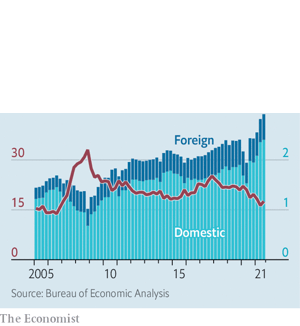 Foreign
30
2
15
1
Domestic
0
0
2005
10
15
21
Source: Bureau of Economic Analysis
The Economist